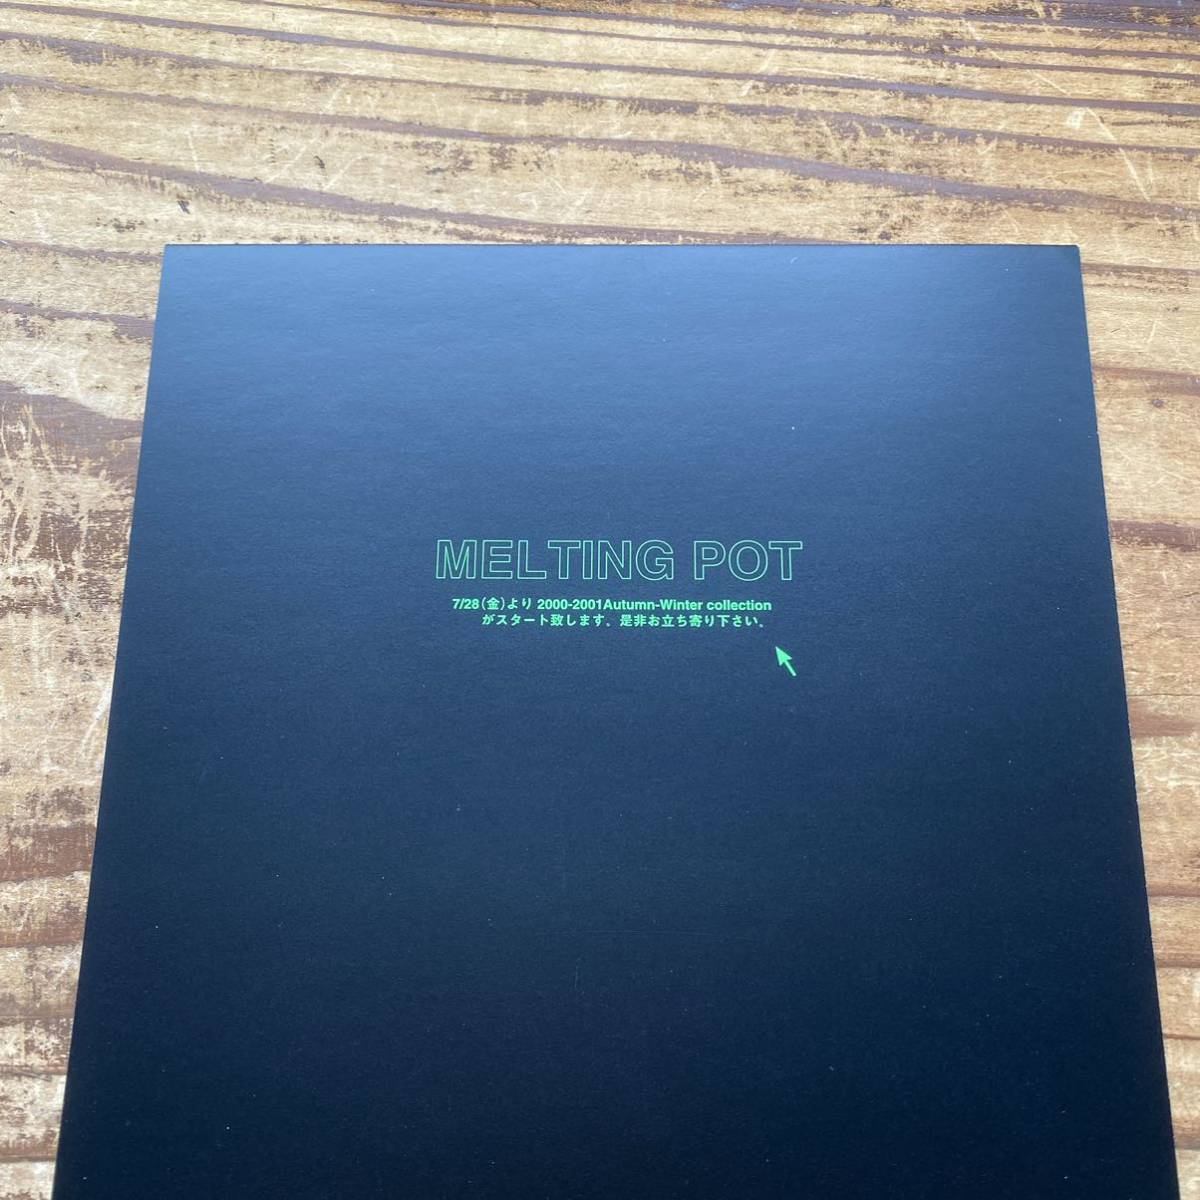 MELTING POT
7/28(金)より 2000-2001Autumn-Winter collection
がスタート致します。是非お立ち寄り下さい。